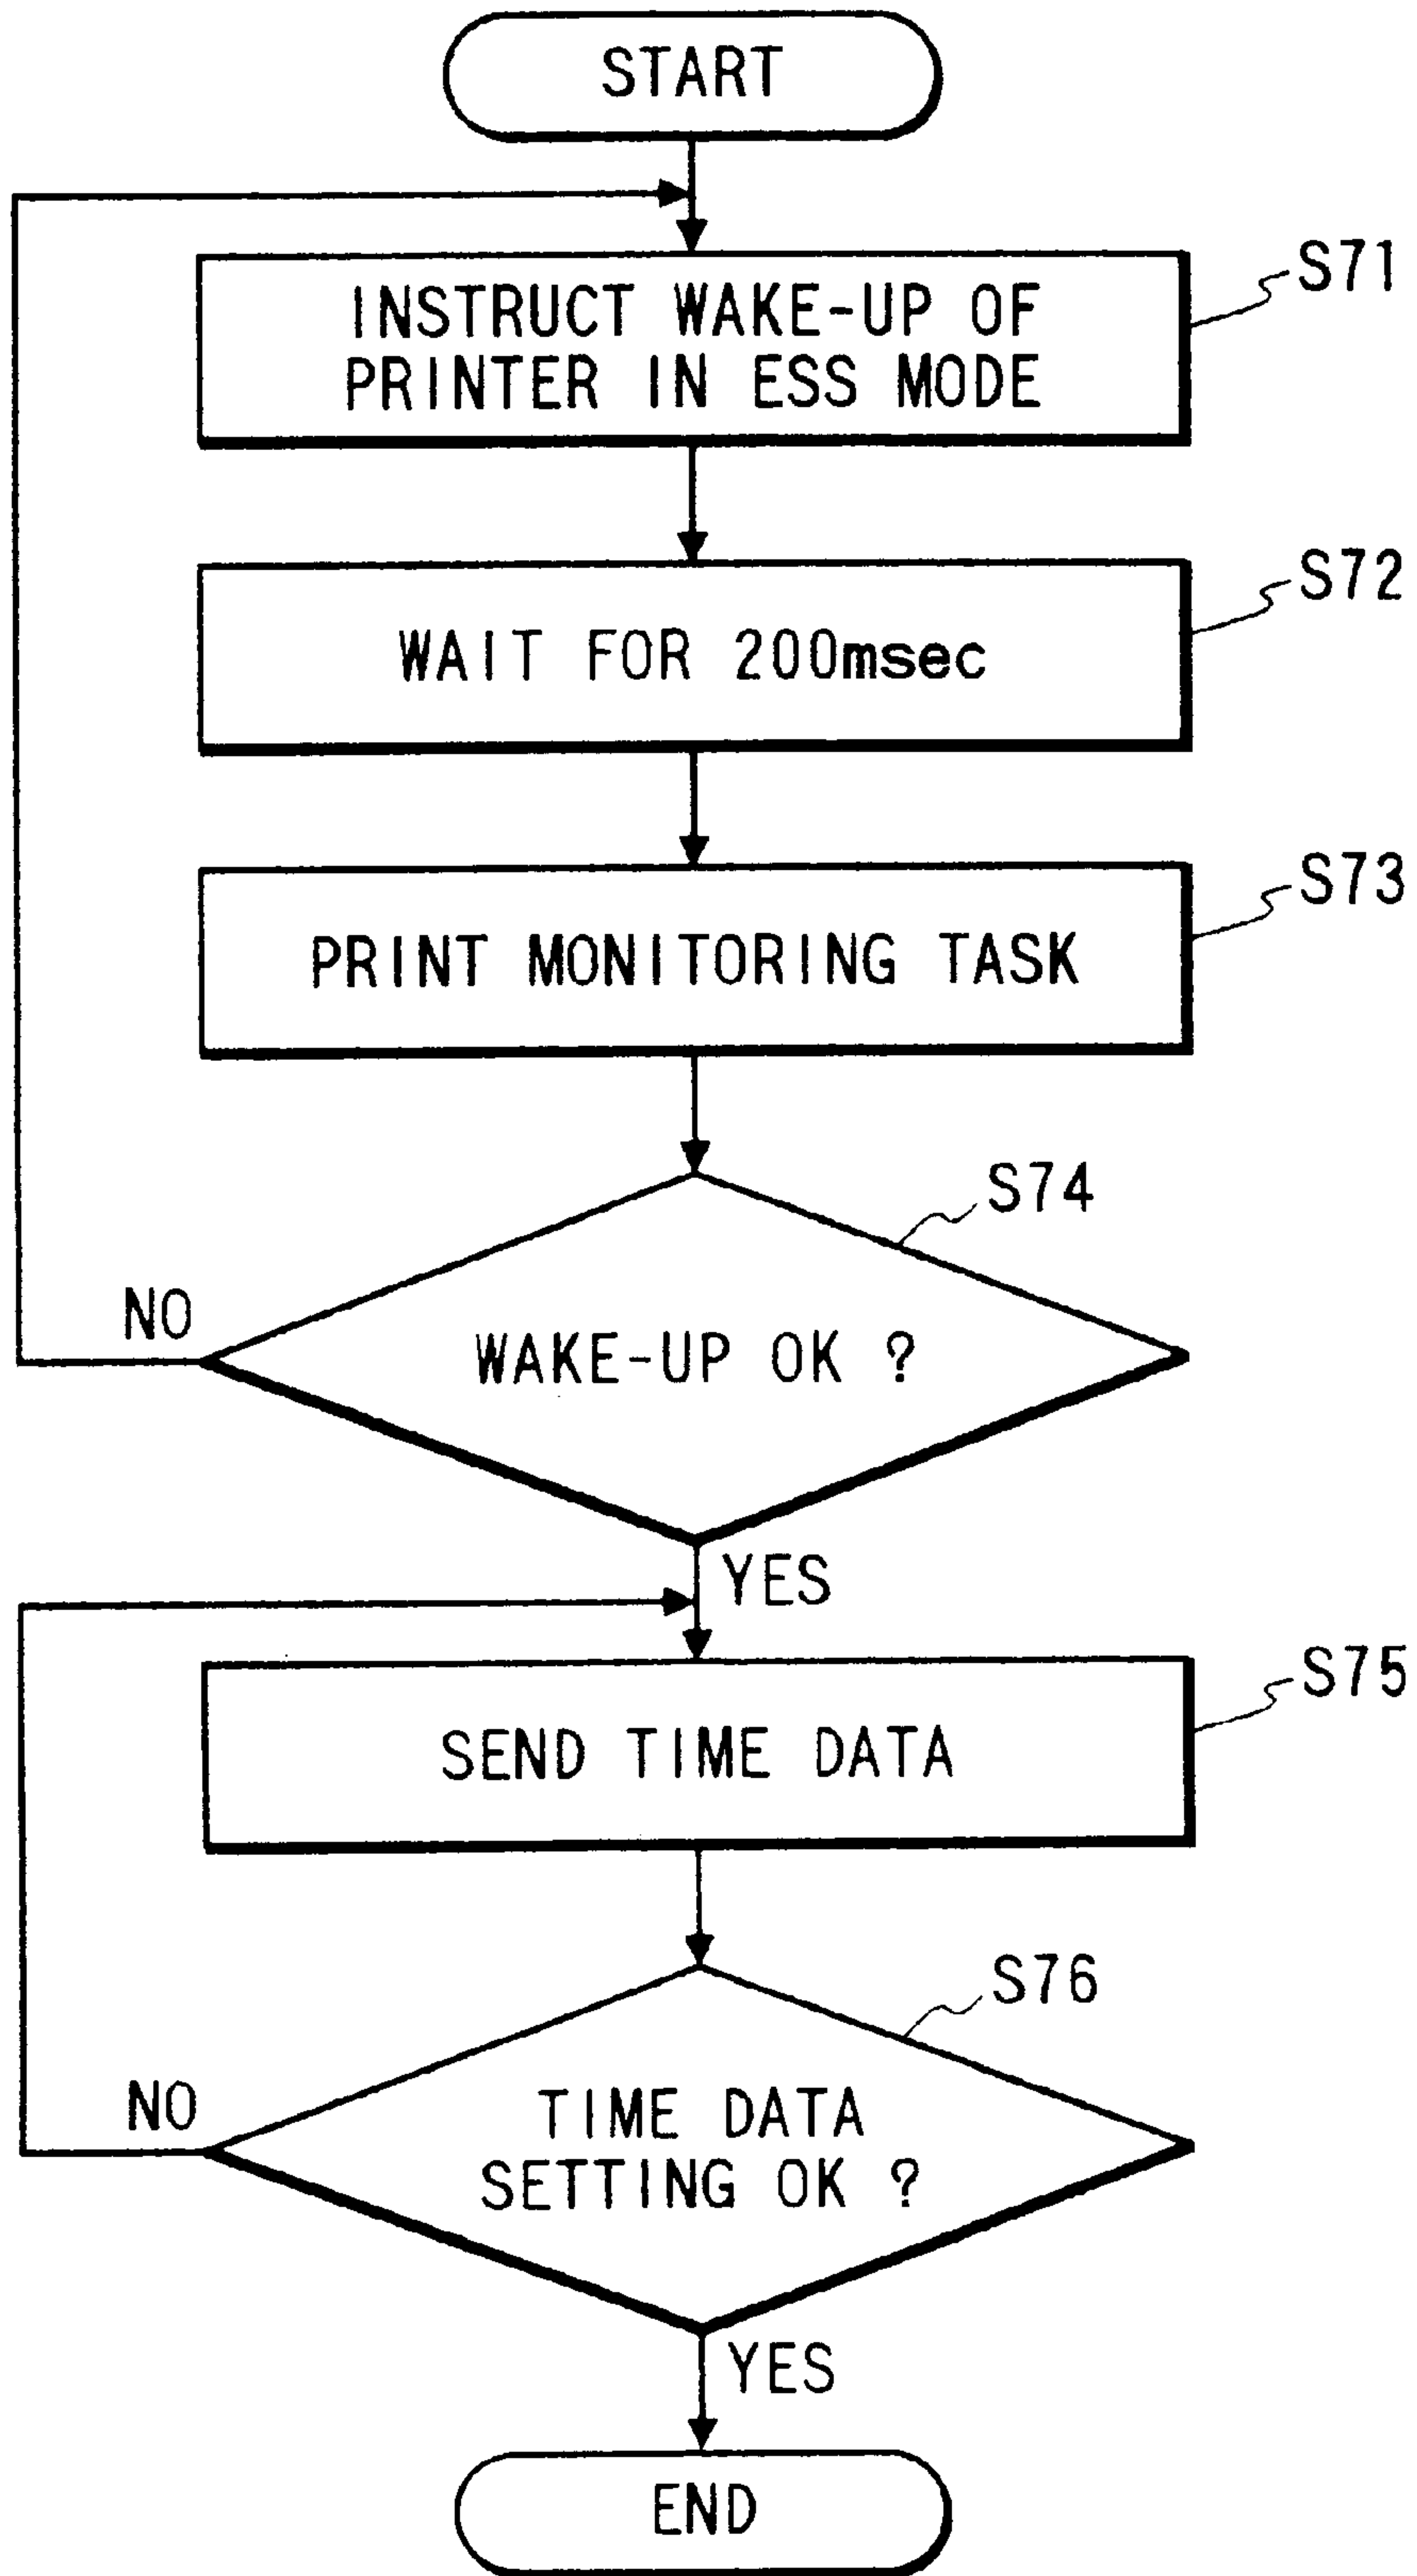 START
S71
INSTRUCT WAKE-UP OF
PRINTER IN ESS MODE
S72
WAIT FOR 200msec
S73
PRINT MONITORING TASK
S74
NO
WAKE-UP OK ?
YES
S75
SEND TIME DATA
S76
NO
TIME DATA
SETTING OK ?
YES
END